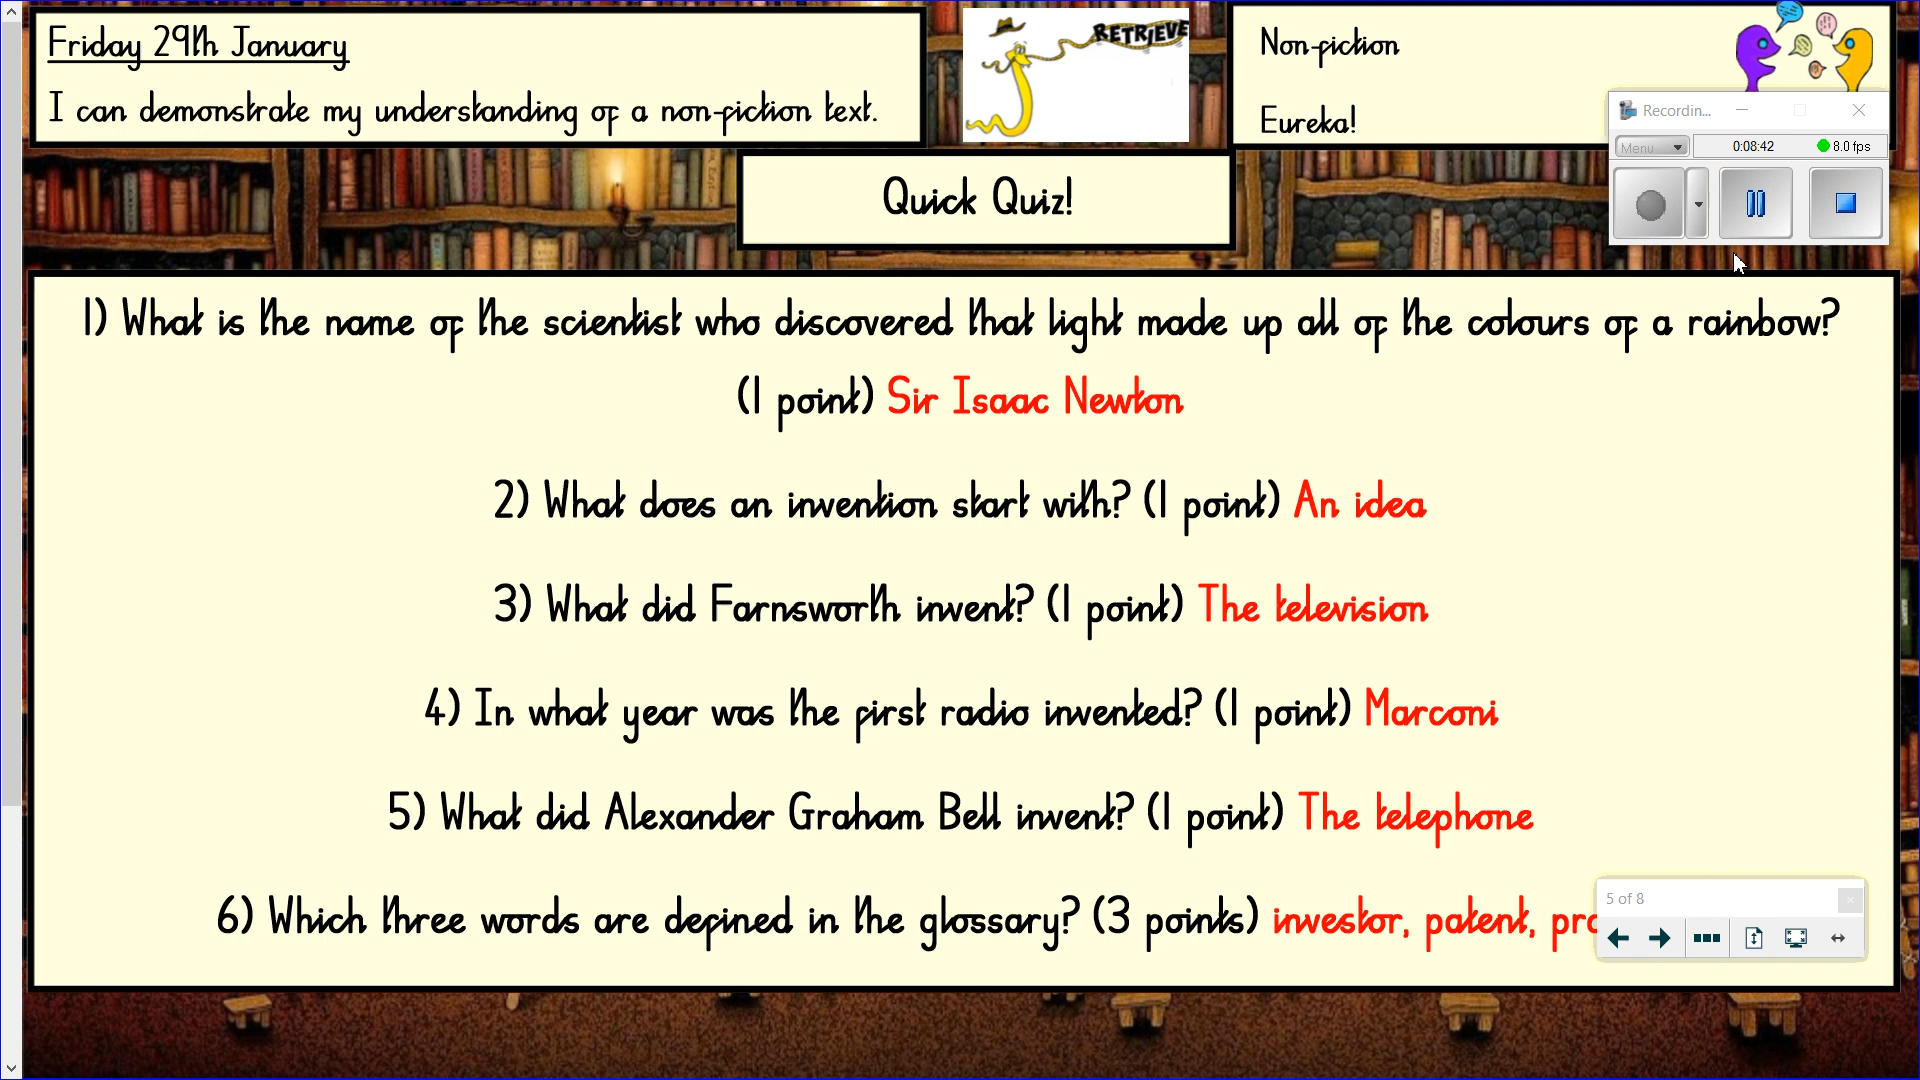 Friday 29th January
I can demonstrate my understanding of a non-fiction text.
RETRIEVE
Non-fiction
Eureka!
Recordin...
Menu
0:08:42
8.0 fps
Quick Quiz!
1) What is the name of the scientist who discovered that light made up all of the colours of a rainbow?
(1 point) Sir Isaac Newton
2) What does an invention start with? (1 point) An idea
3) What did Farnsworth invent? (1 point) The television
4) In what year was the first radio invented? (1 point) Marconi
5) What did Alexander Graham Bell invent? (1 point) The telephone
6) Which three words are defined in the glossary? (3 points) investor, patent,
5 of 8